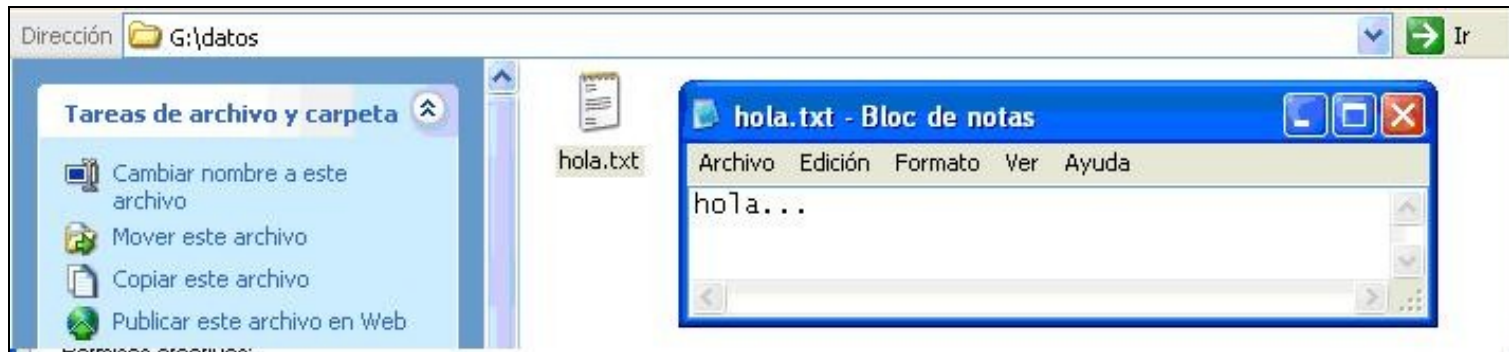 Dirección G:\datos Ir
Tareas de archivo y carpeta
Cambiar nombre a este
archivo
Mover este archivo
Copiar este archivo
Publicar este archivo en Web
hola.txt
hola.txt - Bloc de notas
Archivo Edición Formato Ver Ayuda
hola...